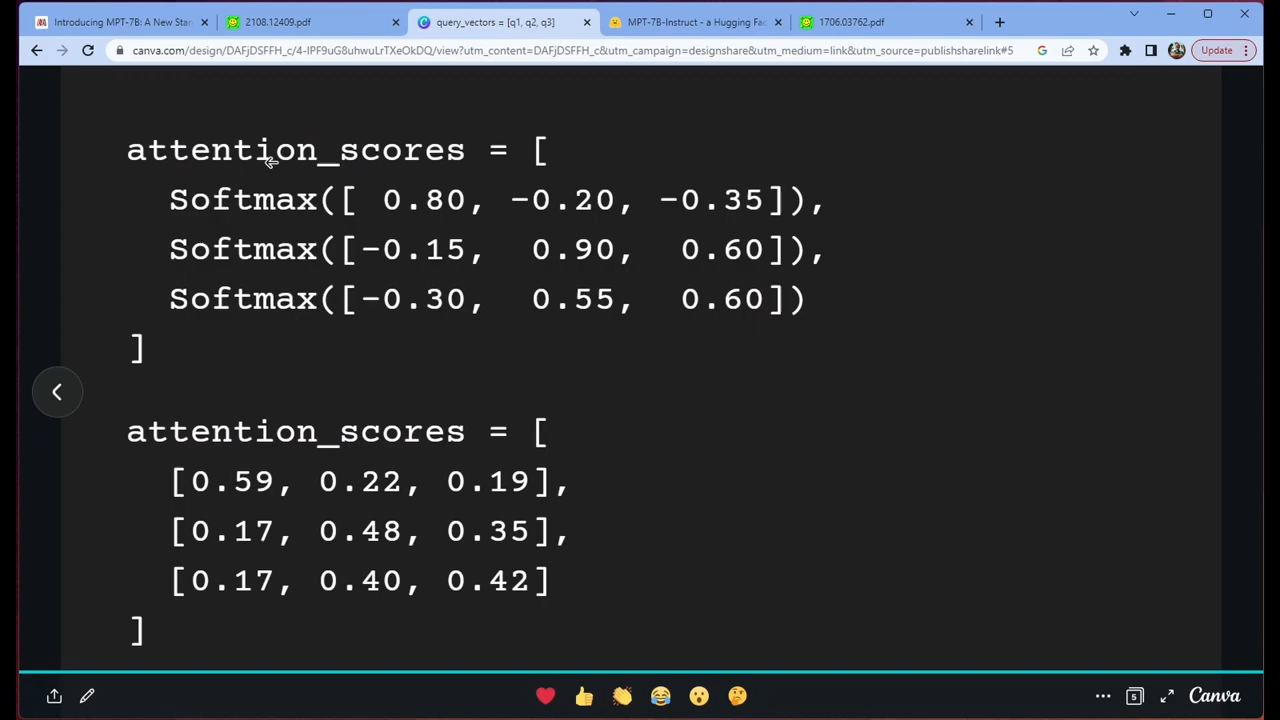 Introducing MPT-7B: A New Stan
2108.12409.pdf
query_vectors = [q1, q2, q3]
MPT-7B-Instruct - a Hugging Fac
1706.03762.pdf
canva.com/design/DAFjDSFFH_c/4-lPF9uG8uhwuLrTXeOkDQ/view?utm_content=DAFjDSFFH_c&utm_campaign=designshare&utm_medium=link&utm_source=publishsharelink#5
Update
attention_scores = [
Softmax([ 0.80, -0.20, -0.35]),
Softmax([-0.15, 0.90, 0.60]),
Softmax([-0.30, 0.55, 0.60])
]
attention_scores = [
[0.59, 0.22, 0.19],
[0.17, 0.48, 0.35],
[0.17, 0.40, 0.42]
]
5
Canva